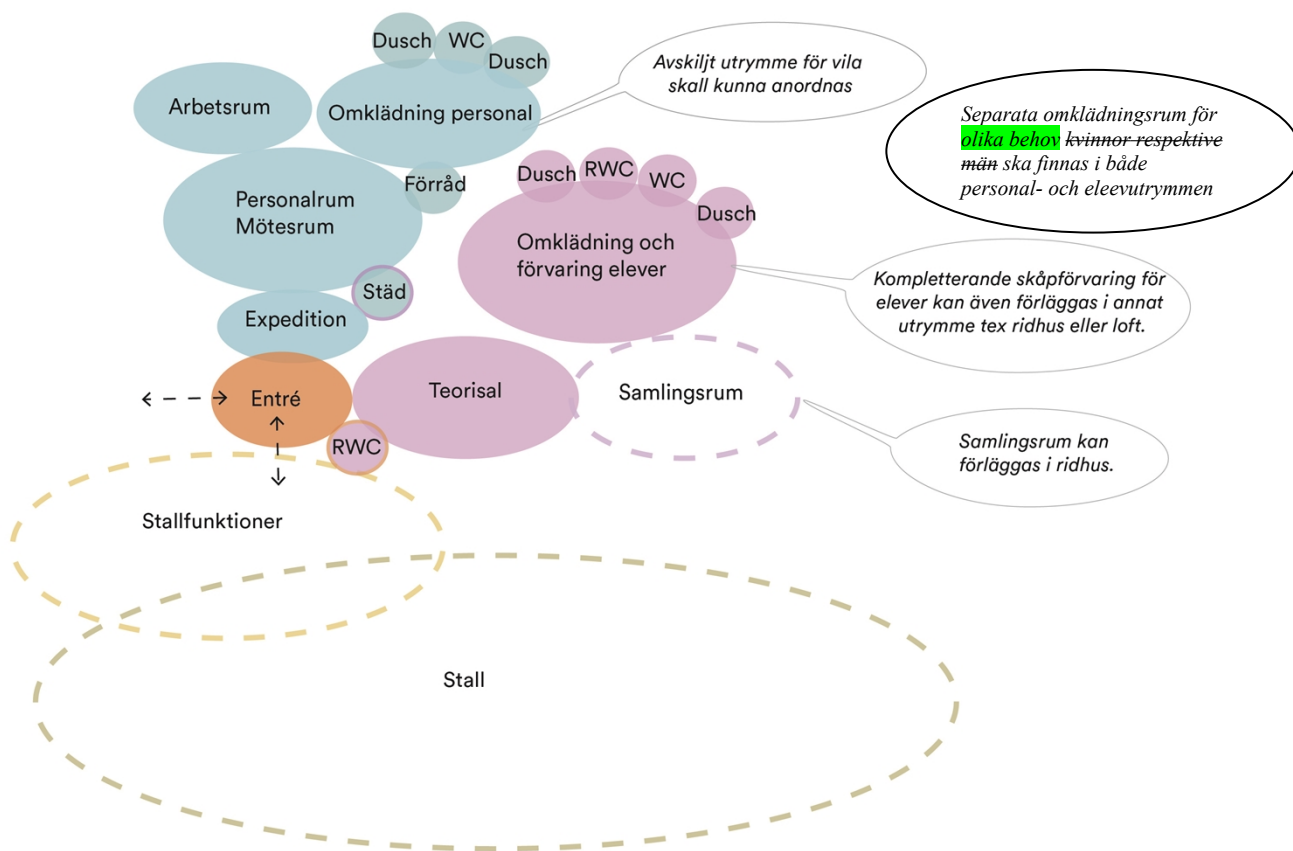 Dusch
WC
Dusch
Arbetsrum
Omklädning personal
Avskiljt utrymme för vila
skall kunna anordnas
Separata omklädningsrum för
olika behov kvinnor respektive
män ska finnas i både
personal- och eleevutrymmen
Förråd
Dusch
RWC
WC
Dusch
Personalrum
Mötesrum
Omklädning och
förvaring elever
Kompletterande skåpförvaring för
elever kan även förläggas i annat
utrymme tex ridhus eller loft.
Städ
Expedition
Entré
Teorisal
Samlingsrum
RWC
Samlingsrum kan
förläggas i ridhus.
Stallfunktioner
Stall